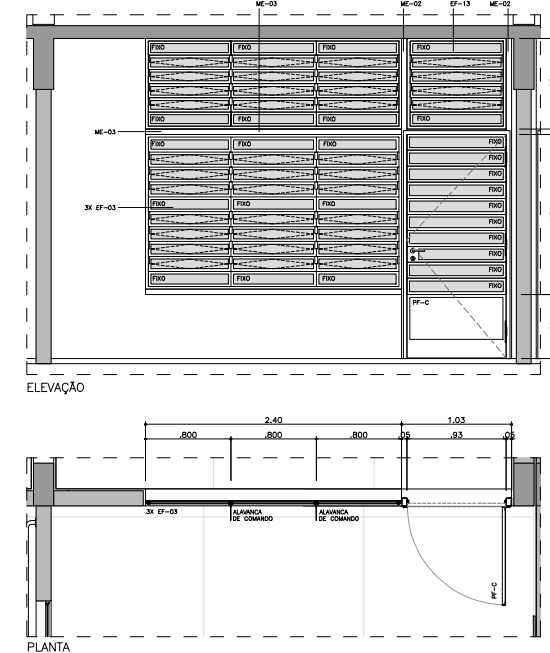 ME-03 ME-02 EF-13 ME-02
FIXO FIXO FIXO FIXO
FIXO FIXO FIXO FIXO
ME-03
FIXO FIXO FIXO FIXO
FIXO
FIXO
FIXO
3X EF-03 FIXO FIXO FIXO FIXO
FIXO
FIXO
FIXO
FIXO
FIXO FIXO FIXO FIXO
PF-C
ELEVAÇÃO
2.40 1.03
.800 .800 .800 .05 .93 .05
3X EF-03 ALAVANCA ALAVANCA
DE COMANDO DE COMANDO
PF-C
PLANTA